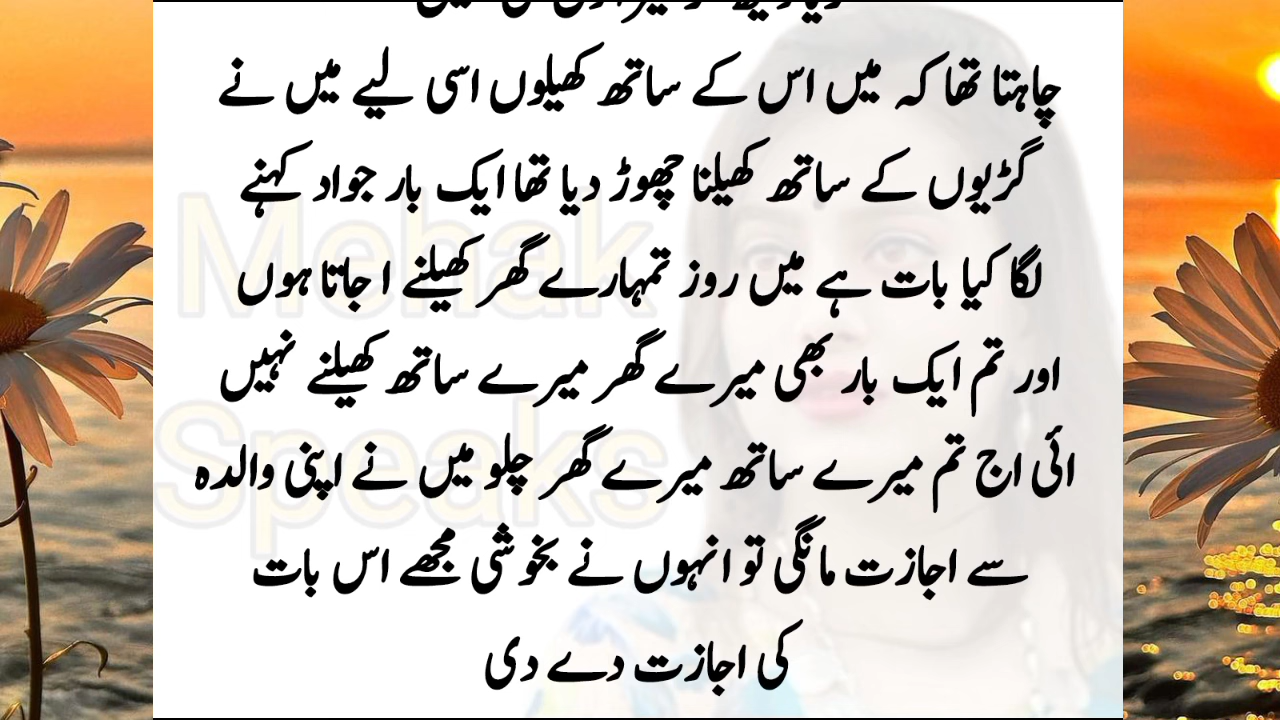 چاہتا تھا کہ میں اس کے ساتھ کھیلوں اسی لیے میں نے
گڑیوں کے ساتھ کھیلنا چھوڑ دیا تھا ایک بار جواد کہنے
لگا کیا بات ہے میں روز تمہارے گھر کھیلنے ا جاتا ہوں
اور تم ایک بار بھی میرے گھر میرے ساتھ کھیلنے نہیں
ائی اج تم میرے ساتھ میرے گھر چلو میں نے اپنی والدہ
سے اجازت مانگی تو انہوں نے بخوشی مجھے اس بات
کی اجازت دے دی
Mehak
Speaks